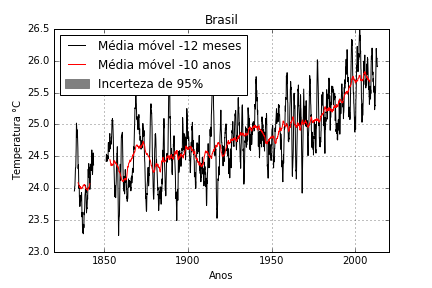 Brasil
26.5
Média móvel -12 meses
Média móvel -10 anos
Incerteza de 95%
26.0
25.5
25.0
24.5
24.0
23.5
23.0
Temperatura °C
1850 1900 1950 2000
Anos